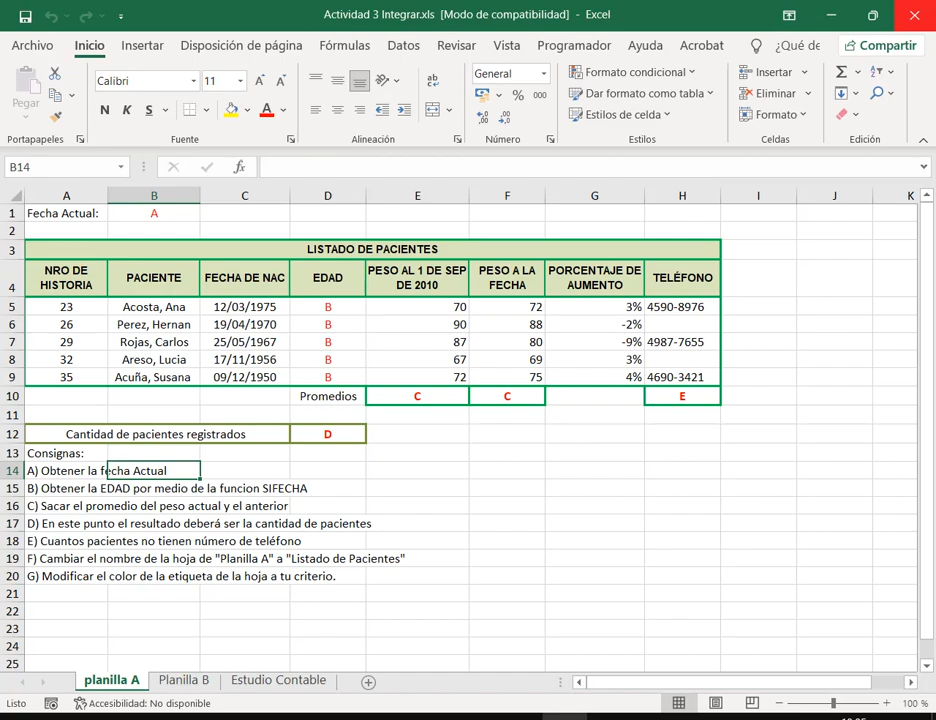 Actividad 3 Integrar.xls [Modo de compatibilidad] - Excel
Archivo Inicio Insertar Disposición de página Fórmulas Datos Revisar Vista Programador Ayuda Acrobat ¿Qué de Compartir
Calibri 11 General Formato condicional Insertar
Pegar Dar formato como tabla Eliminar
N K S Estilos de celda Formato
Portapapeles Fuente Alineación Número Estilos Celdas Edición
B14 fx
A B C D E F G H I J K
1 Fecha Actual: A
2
3 LISTADO DE PACIENTES
4 NRO DE HISTORIA PACIENTE FECHA DE NAC EDAD PESO AL 1 DE SEP DE 2010 PESO A LA FECHA PORCENTAJE DE AUMENTO TELÉFONO
5 23 Acosta, Ana 12/03/1975 B 70 72 3% 4590-8976
6 26 Perez, Hernan 19/04/1970 B 90 88 -2%
7 29 Rojas, Carlos 25/05/1967 B 87 80 -9% 4987-7655
8 32 Areso, Lucia 17/11/1956 B 67 69 3%
9 35 Acuña, Susana 09/12/1950 B 72 75 4% 4690-3421
10 Promedios C C E
11
12 Cantidad de pacientes registrados D
13 Consignas:
14 A) Obtener la fecha Actual
15 B) Obtener la EDAD por medio de la funcion SIFECHA
16 C) Sacar el promedio del peso actual y el anterior
17 D) En este punto el resultado deberá ser la cantidad de pacientes
18 E) Cuantos pacientes no tienen número de teléfono
19 F) Cambiar el nombre de la hoja de "Planilla A" a "Listado de Pacientes"
20 G) Modificar el color de la etiqueta de la hoja a tu criterio.
21
22
23
24
25
planilla A Planilla B Estudio Contable
Listo Accesibilidad: No disponible 100 %